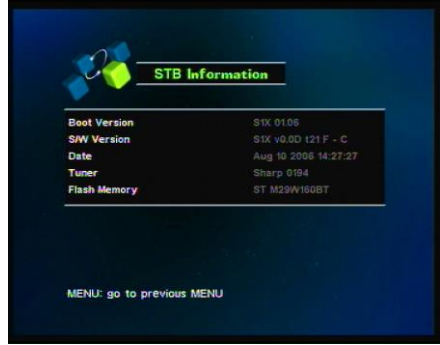 STB Information
Boot Version S1X 01.06
S/W Version S1X v0.0D t21 F - C
Date Aug 10 2006 14:27:27
Tuner Sharp 0194
Flash Memory ST M29W160BT
MENU: go to previous MENU